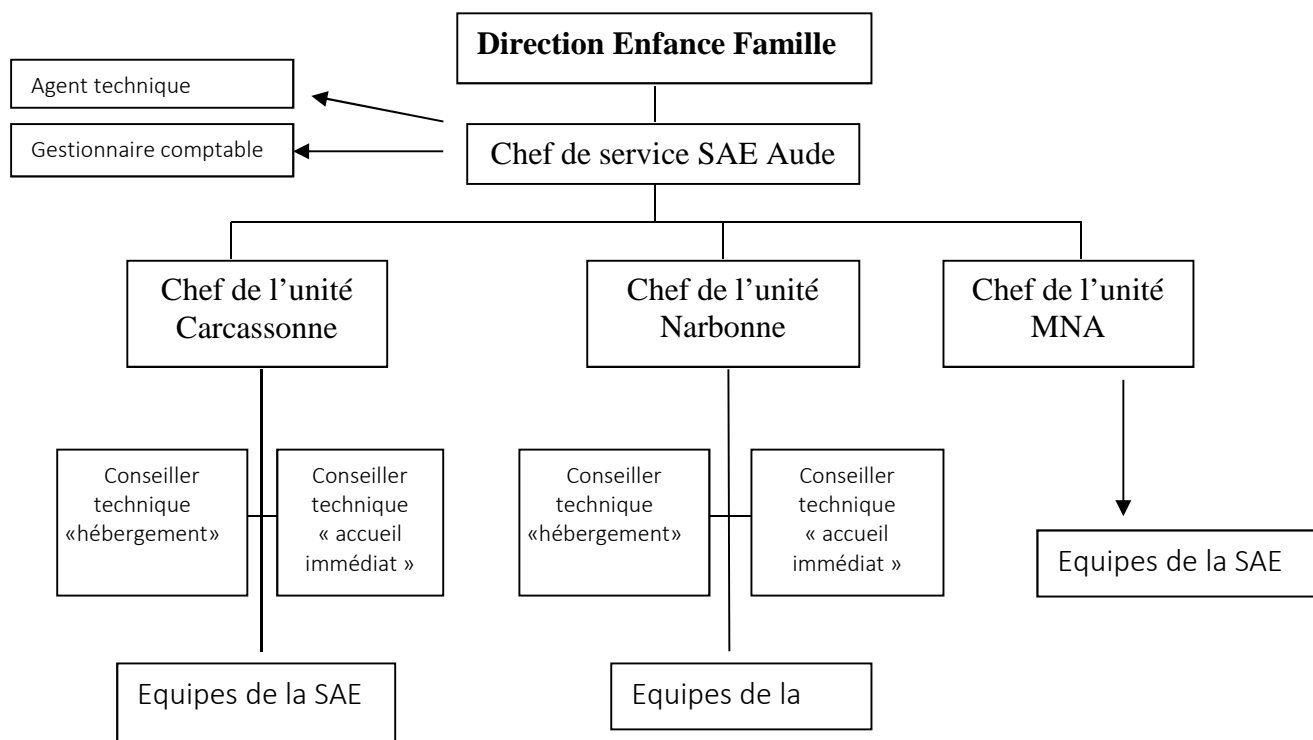 Direction Enfance Famille
Agent technique
Gestionnaire comptable
Chef de service SAE Aude
Chef de l’unité
Carcassonne
Chef de l’unité
Narbonne
Chef de l’unité
MNA
Conseiller
technique
«hébergement»
Conseiller
technique
« accueil
immédiat »
Conseiller
technique
«hébergement»
Conseiller
technique
« accueil
immédiat »
Equipes de la SAE
Equipes de la SAE
Equipes de la